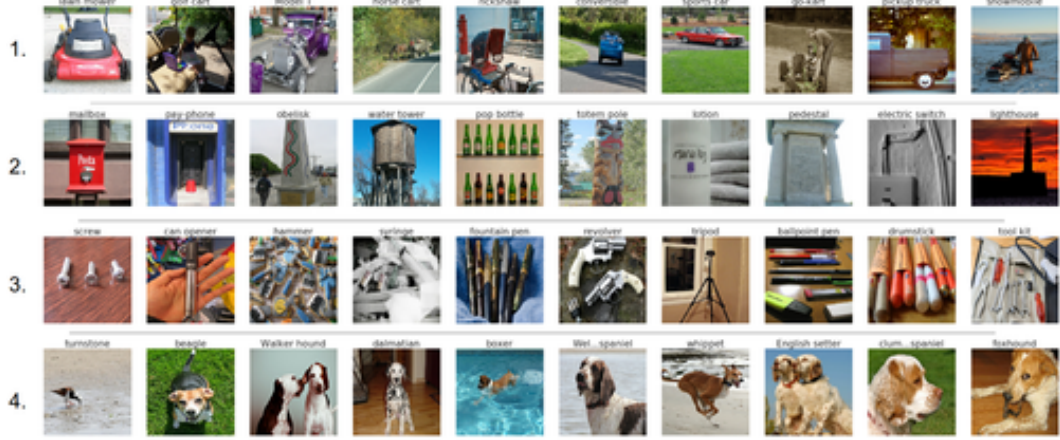 1. lawn mower golf cart Model T horse cart rickshaw convertible sports car go-kart pickup truck snowmobile
2. mailbox pay-phone obelisk water tower pop bottle totem pole lotion pedestal electric switch lighthouse
Posta
3. screw can opener hammer syringe fountain pen revolver tripod ballpoint pen drumstick tool kit
4. turnstone beagle Walker hound dalmatian boxer Wel...spaniel whippet English setter clum...spaniel foxhound